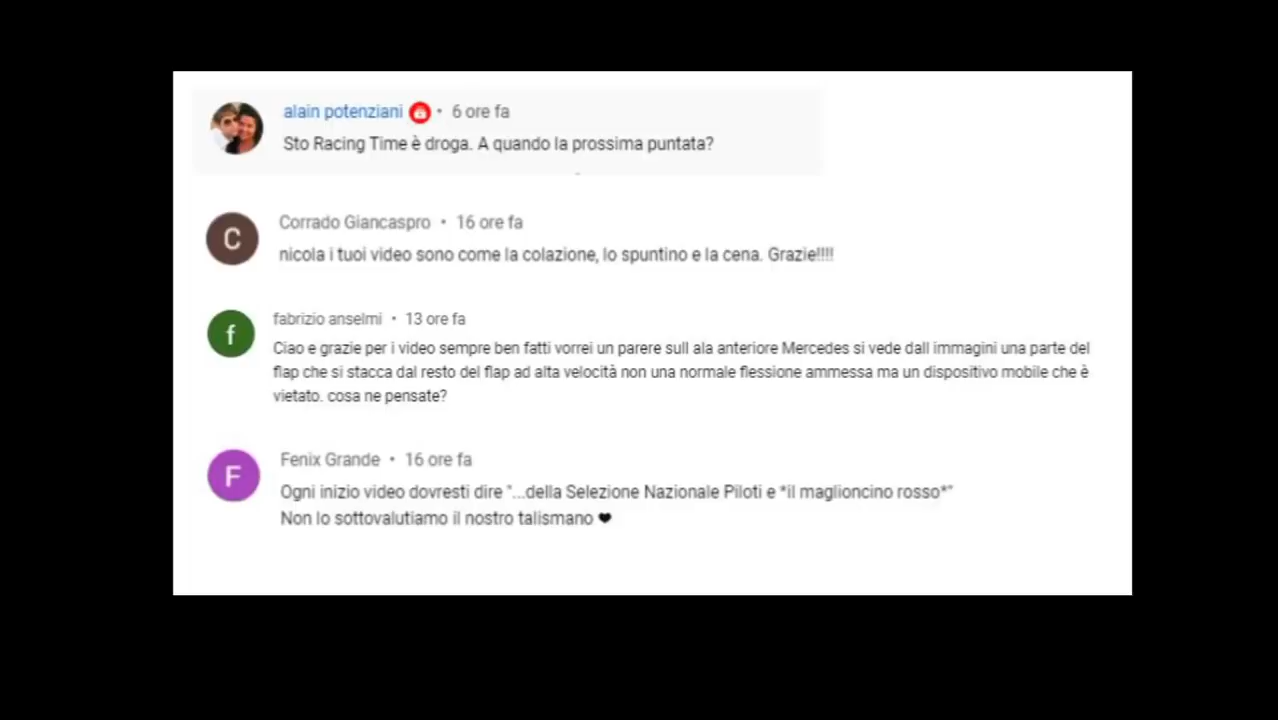 alain potenziani • 6 ore fa
Sto Racing Time è droga. A quando la prossima puntata?
C
Corrado Giancaspro • 16 ore fa
nicola i tuoi video sono come la colazione, lo spuntino e la cena. Grazie!!!!
f
fabrizio anselmi • 13 ore fa
Ciao e grazie per i video sempre ben fatti vorrei un parere sull ala anteriore Mercedes si vede dall immagini una parte del
flap che si stacca dal resto del flap ad alta velocità non una normale flessione ammessa ma un dispositivo mobile che è
vietato. cosa ne pensate?
F
Fenix Grande • 16 ore fa
Ogni inizio video dovresti dire "...della Selezione Nazionale Piloti e *il maglioncino rosso*"
Non lo sottovalutiamo il nostro talismano ❤